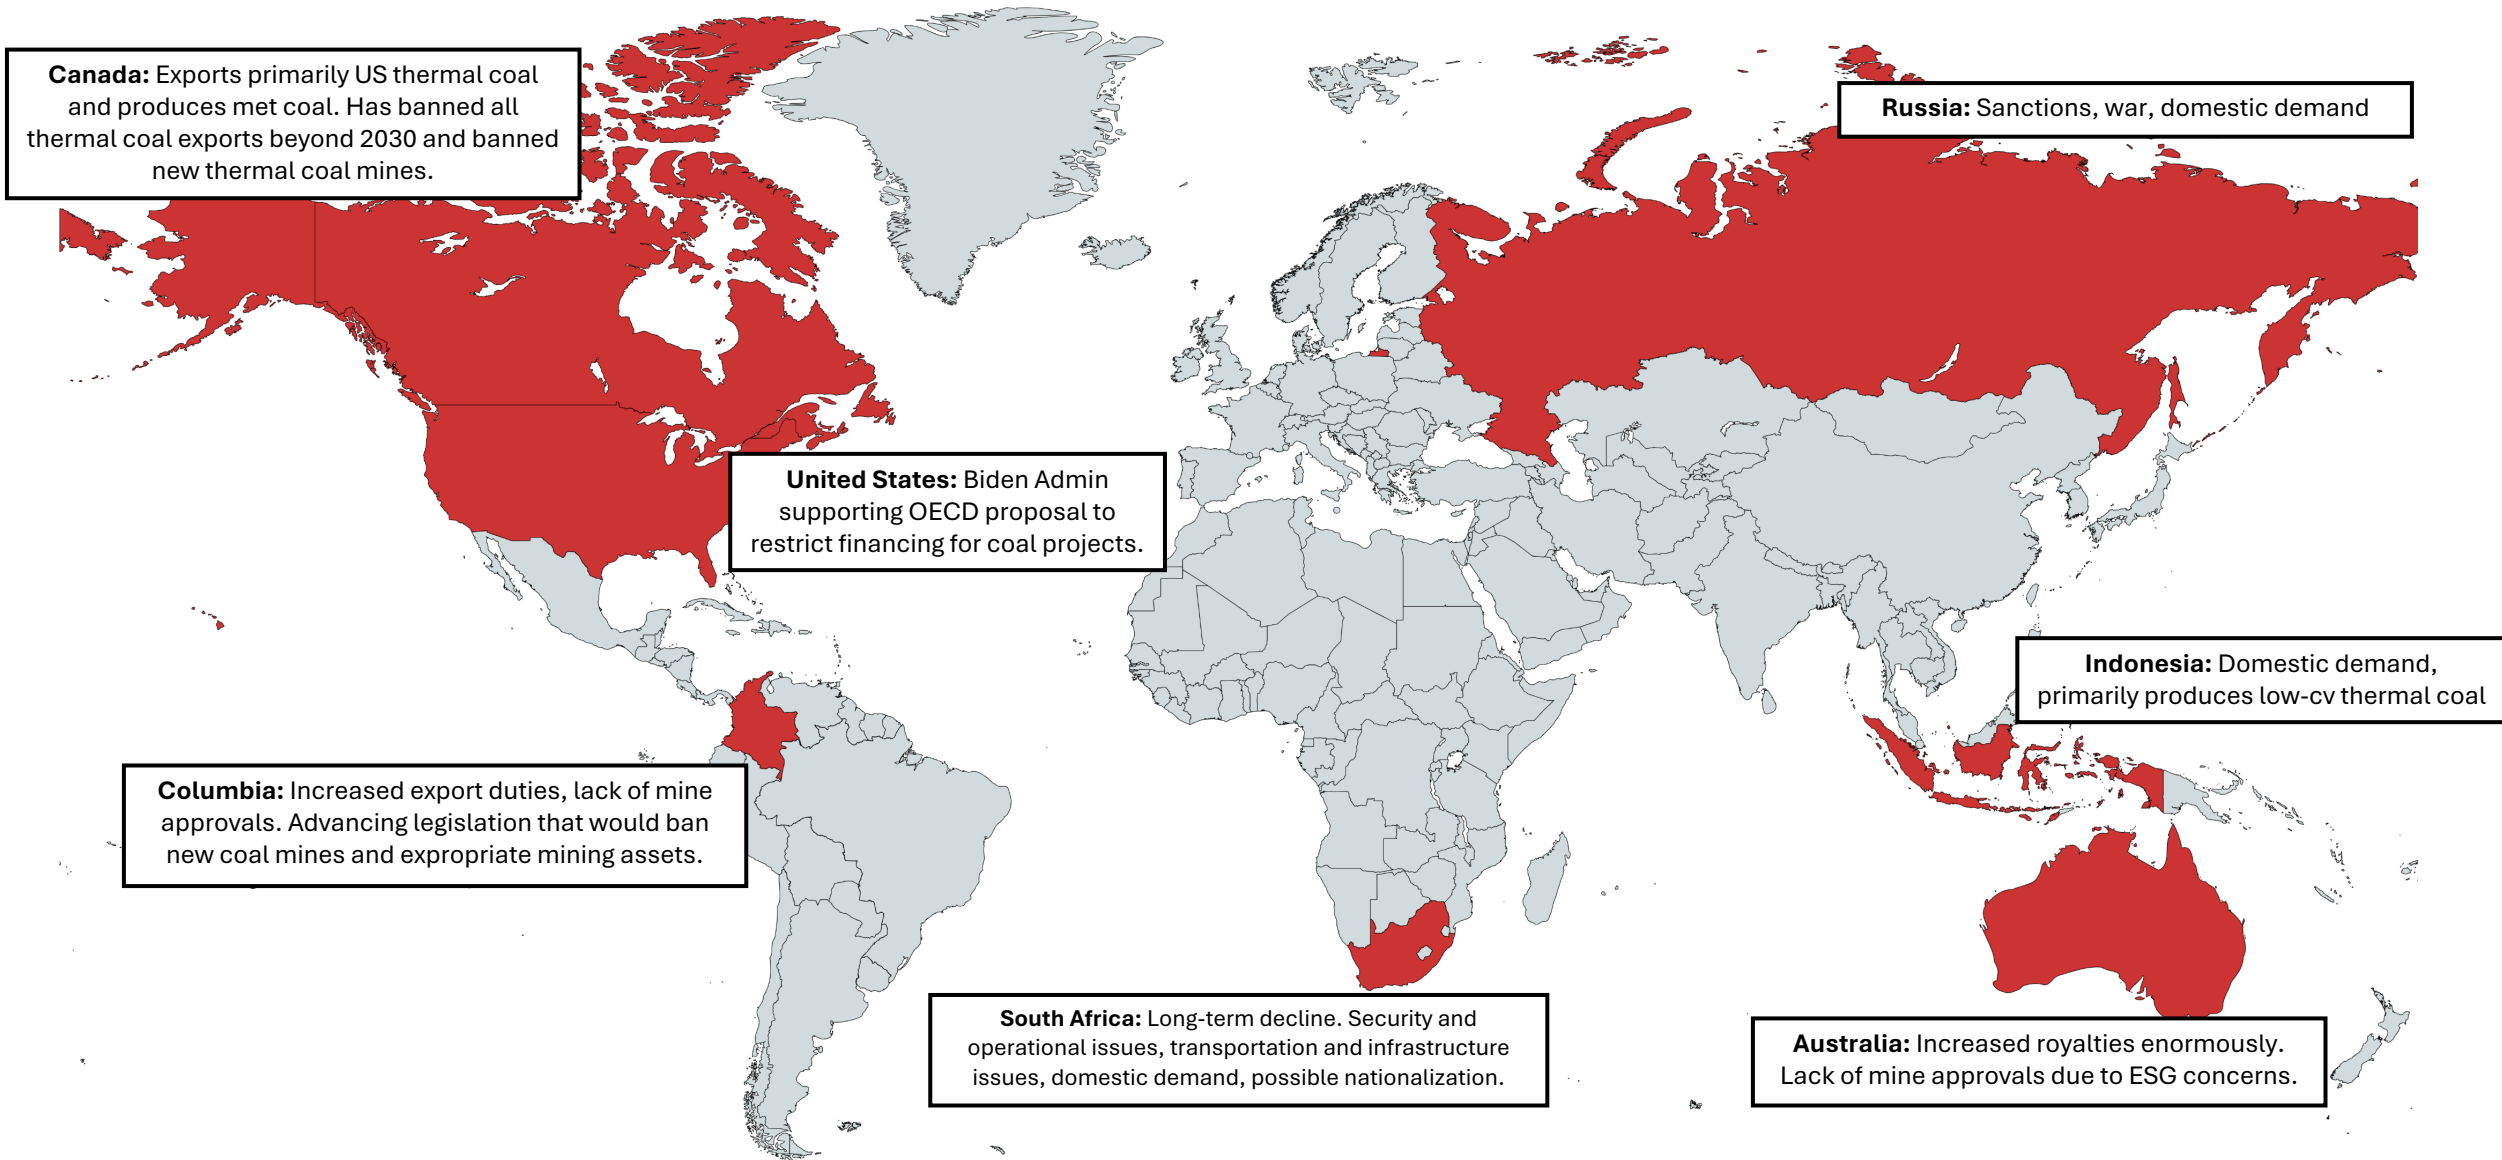 Canada: Exports primarily US thermal coal
and produces met coal. Has banned all
thermal coal exports beyond 2030 and banned
new thermal coal mines.
Russia: Sanctions, war, domestic demand
United States: Biden Admin
supporting OECD proposal to
restrict financing for coal projects.
Indonesia: Domestic demand,
primarily produces low-cv thermal coal
Columbia: Increased export duties, lack of mine
approvals. Advancing legislation that would ban
new coal mines and expropriate mining assets.
South Africa: Long-term decline. Security and
operational issues, transportation and infrastructure
issues, domestic demand, possible nationalization.
Australia: Increased royalties enormously.
Lack of mine approvals due to ESG concerns.